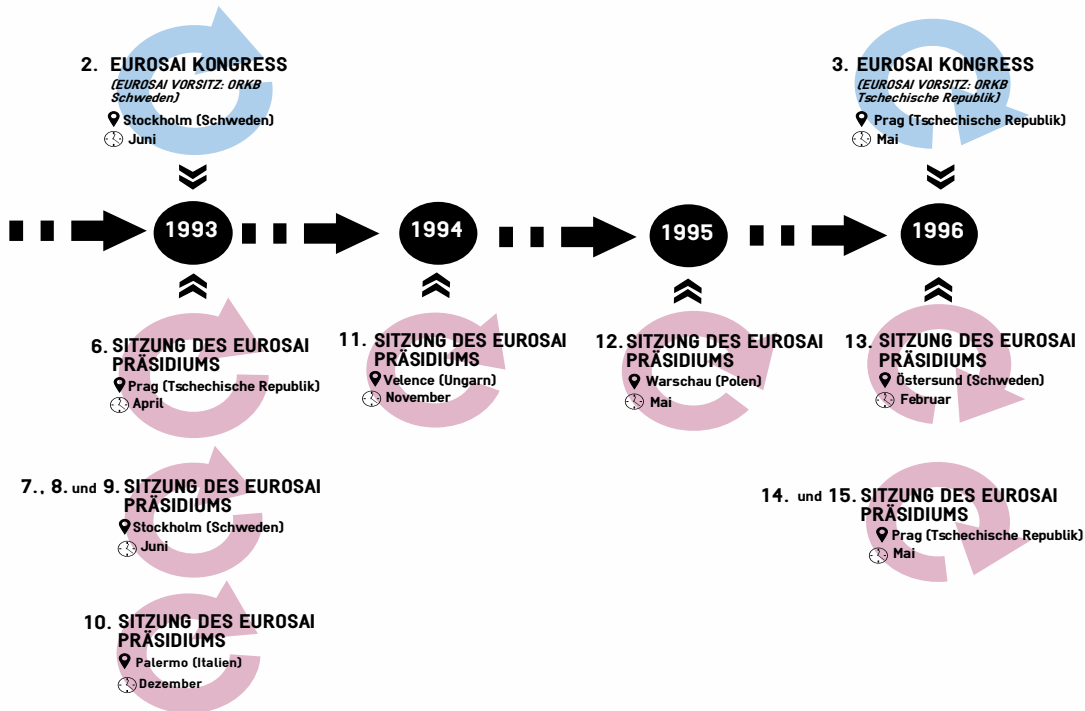 2. EUROSAI KONGRESS
(EUROSAI VORSITZ: ORKB
Schweden)
Stockholm (Schweden)
Juni
3. EUROSAI KONGRESS
(EUROSAI VORSITZ: ORKB
Tschechische Republik)
Prag (Tschechische Republik)
Mai
1993
1994
1995
1996
6. SITZUNG DES EUROSAI
PRÄSIDIUMS
Prag (Tschechische Republik)
April
11. SITZUNG DES EUROSAI
PRÄSIDIUMS
Velence (Ungarn)
November
12. SITZUNG DES EUROSAI
PRÄSIDIUMS
Warschau (Polen)
Mai
13. SITZUNG DES EUROSAI
PRÄSIDIUMS
Östersund (Schweden)
Februar
7., 8. und 9. SITZUNG DES EUROSAI
PRÄSIDIUMS
Stockholm (Schweden)
Juni
14. und 15. SITZUNG DES EUROSAI
PRÄSIDIUMS
Prag (Tschechische Republik)
Mai
10. SITZUNG DES EUROSAI
PRÄSIDIUMS
Palermo (Italien)
Dezember